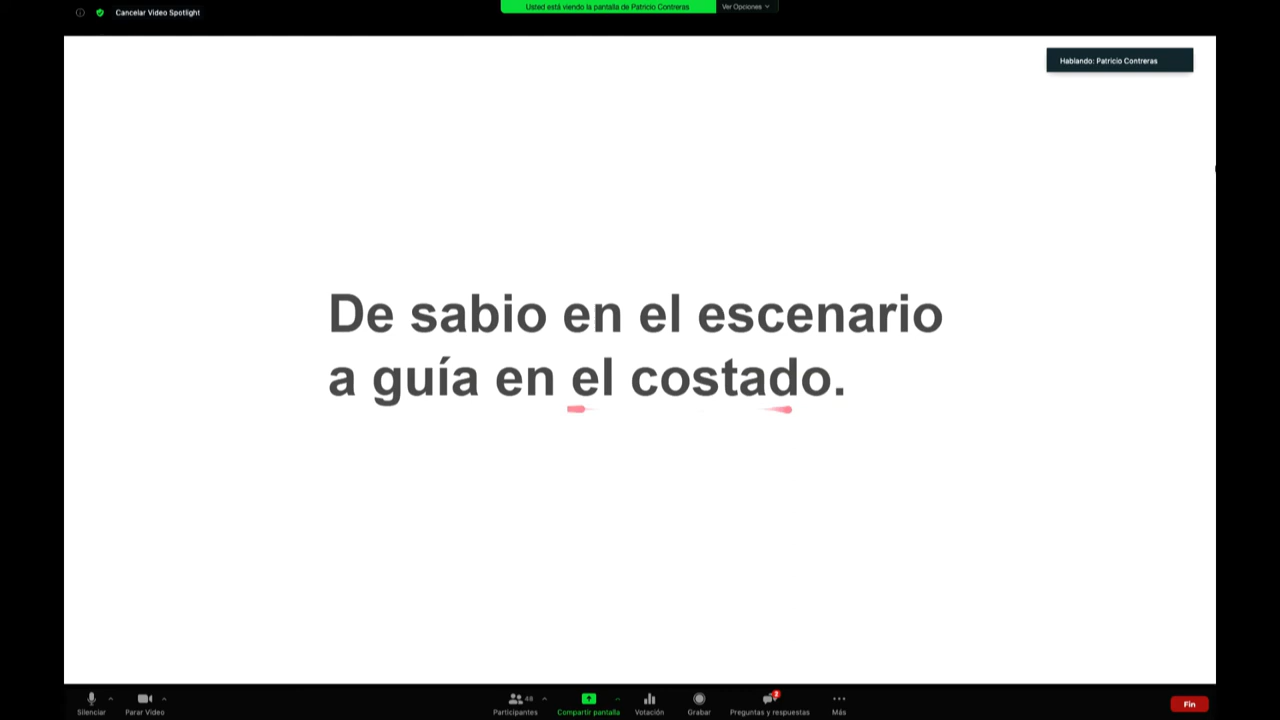 Cancelar Video Spotlight
Usted está viendo la pantalla de Patricio Contreras
Ver Opciones
Hablando: Patricio Contreras
De sabio en el escenario
a guía en el costado.
Silenciar
Parar Video
48
Participantes
Compartir pantalla
Votación
Grabar
Preguntas y respuestas
Más
Fin